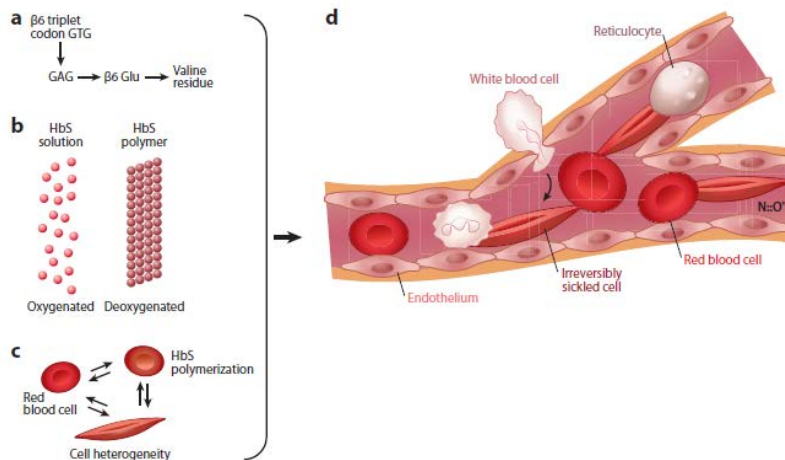 a
β6 triplet
codon GTG
GAG
β6 Glu
Valine
residue
b
HbS
solution
HbS
polymer
Oxygenated
Deoxygenated
c
HbS
polymerization
Red
blood cell
Cell heterogeneity
d
Reticulocyte
White blood cell
N::O
Red blood cell
Irreversibly
sickled cell
Endothelium